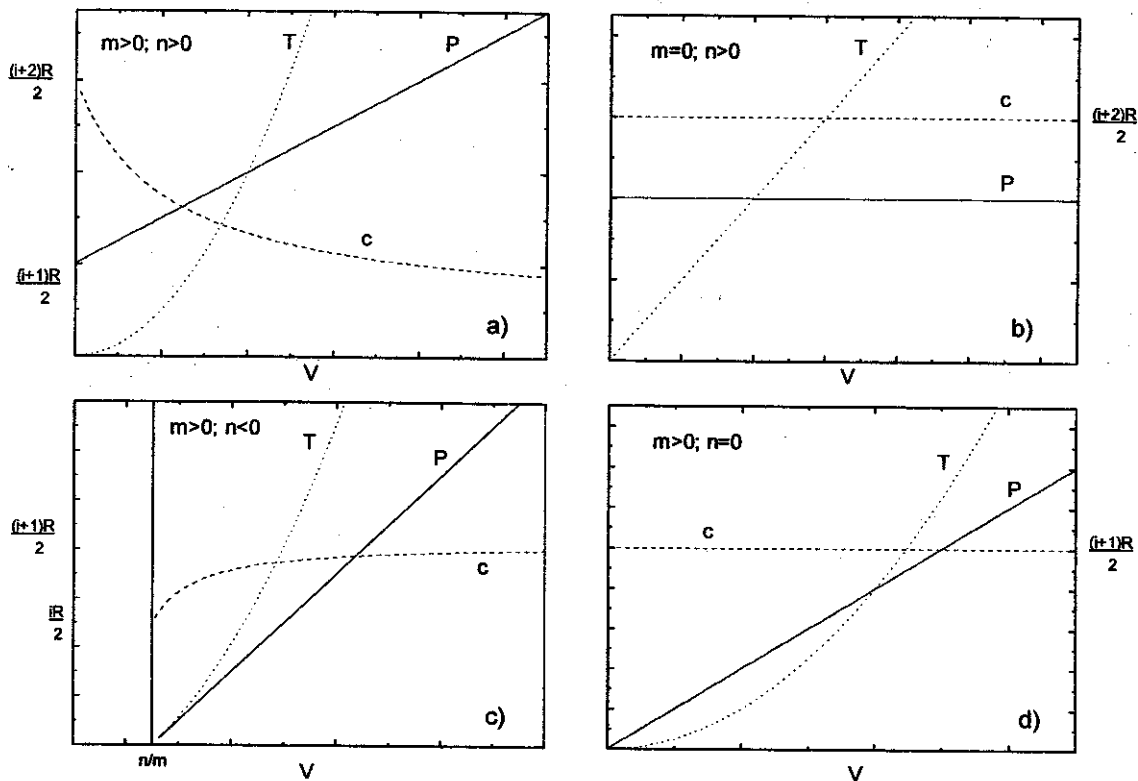 m>0; n>0
T
P
(i+2)R
2
c
(i+1)R
2
a)
V
m=0; n>0
T
c
(i+2)R
2
P
b)
V
m>0; n<0
T
P
(i+1)R
2
c
iR
2
c)
n/m
V
m>0; n=0
T
P
c
(i+1)R
2
d)
V